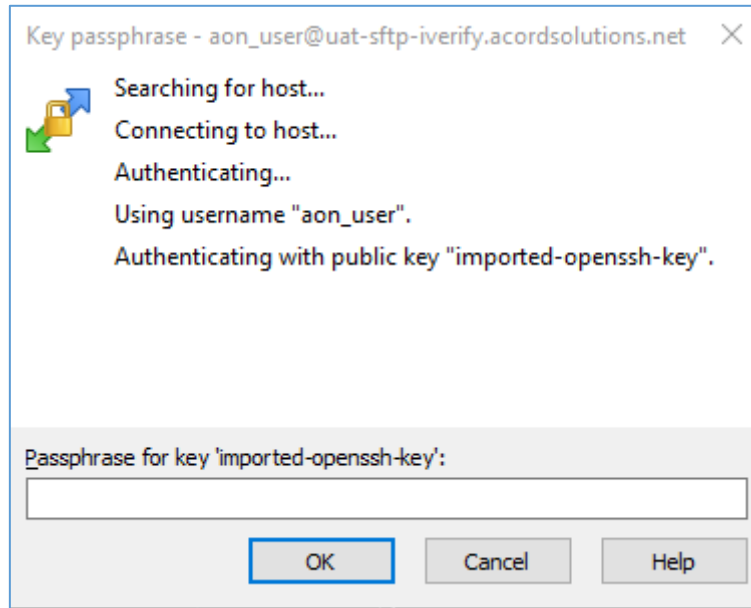 Key passphrase - aon_user@uat-sftp-iverify.acordsolutions.net
Searching for host...
Connecting to host...
Authenticating...
Using username "aon_user".
Authenticating with public key "imported-openssh-key".
Passphrase for key 'imported-openssh-key':
OK
Cancel
Help